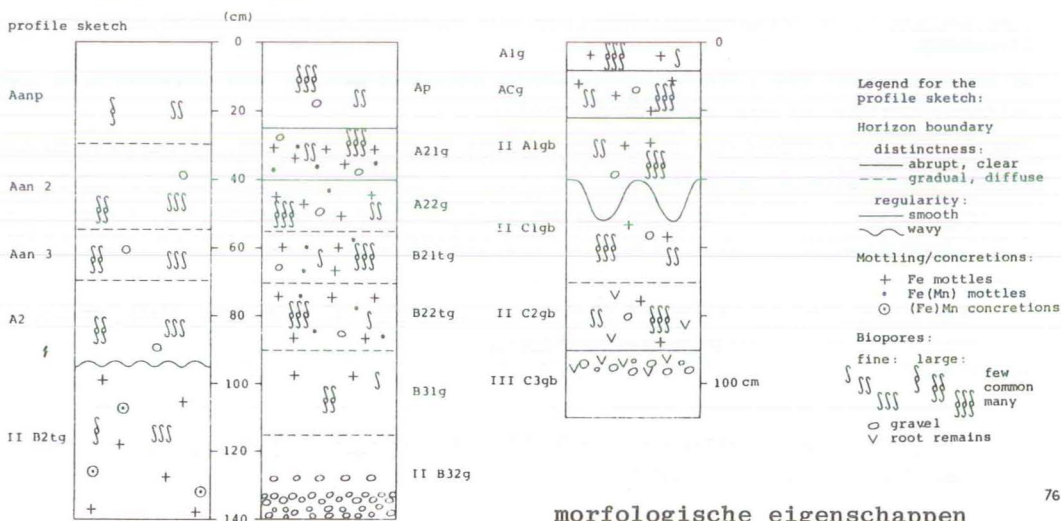 profile sketch
(cm)
0
20
40
60
80
100
120
140
Aanp
Aan 2
Aan 3
A2
II B2tg
Ap
A21g
A22g
B21tg
B22tg
B31g
II B32g
A1g
ACg
II A1gb
II C1gb
II C2gb
III C3gb
0
100 cm
Legend for the
profile sketch:
Horizon boundary
distinctness:
abrupt, clear
gradual, diffuse
regularity:
smooth
wavy
Mottling/concretions:
+ Fe mottles
• Fe(Mn) mottles
⊙ (Fe)Mn concretions
Biopores:
fine: large:
few
common
many
gravel
v root remains
76
morfologische eigenschappen